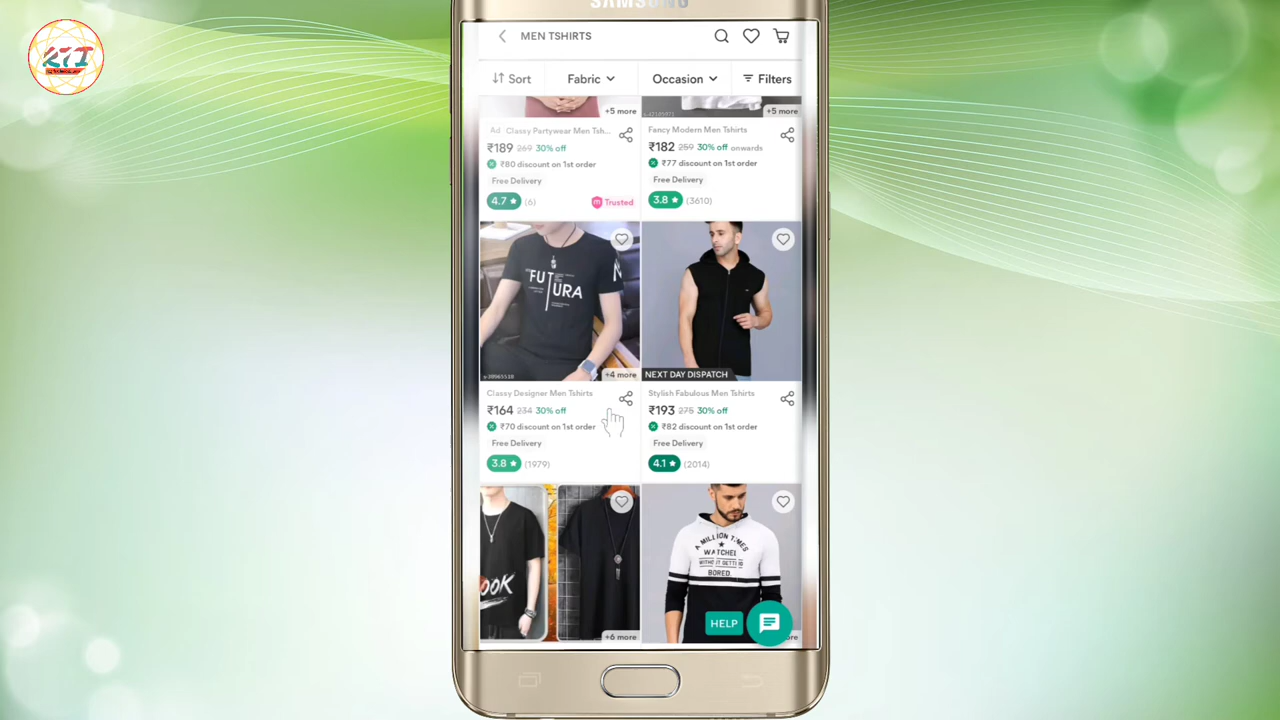 SAMSUNG
KTI
MEN TSHIRTS
Sort
Fabric
Occasion
Filters
+5 more
+5 more
Ad Classy Partywear Men Tsh...
₹189 269 30% off
₹80 discount on 1st order
Free Delivery
4.7 ★ (6)
m Trusted
Fancy Modern Men Tshirts
₹182 259 30% off onwards
₹77 discount on 1st order
Free Delivery
3.8 ★ (3610)
FUTURA
+4 more
NEXT DAY DISPATCH
Classy Designer Men Tshirts
₹164 234 30% off
₹70 discount on 1st order
Free Delivery
3.8 ★ (1979)
Stylish Fabulous Men Tshirts
₹193 275 30% off
₹82 discount on 1st order
Free Delivery
4.1 ★ (2014)
OOK
+6 more
A MILLION TIMES
WATCHED
WITHOUT GETTING
BORED.
HELP
ore